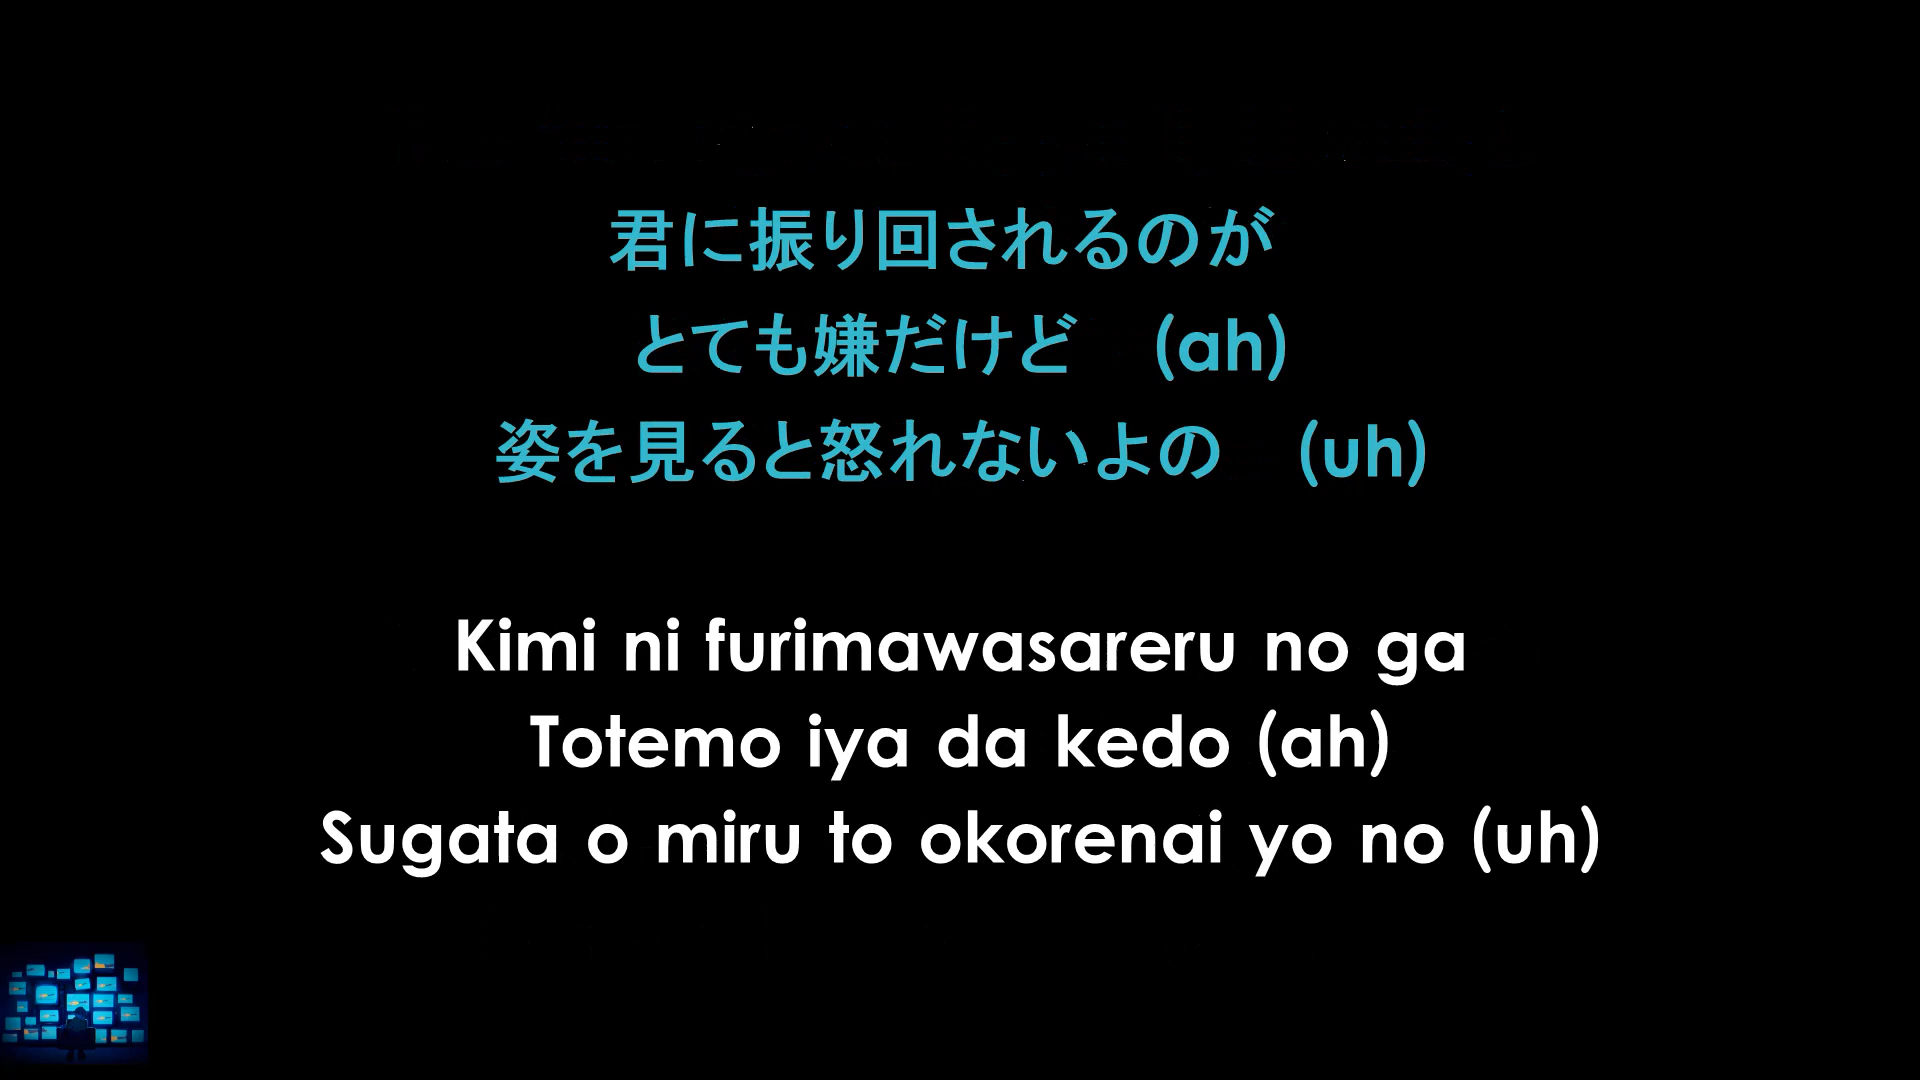 君に振り回されるのが
とても嫌だけど　(ah)
姿を見ると怒れないよの　(uh)
Kimi ni furimawasareru no ga
Totemo iya da kedo (ah)
Sugata o miru to okorenai yo no (uh)